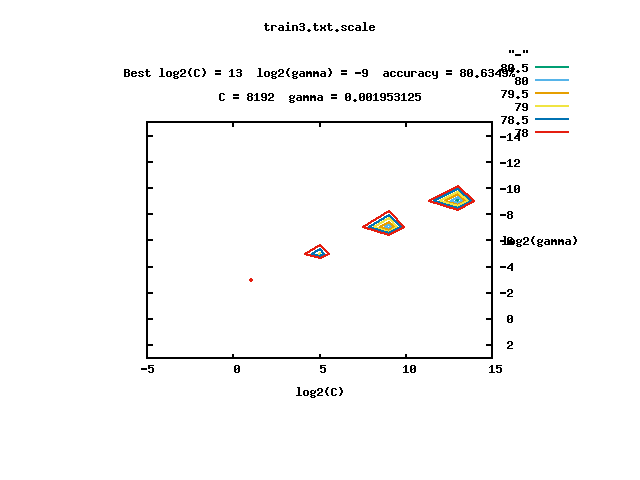 train3.txt.scale
"-"
Best log2(C) = 13  log2(gamma) = -9  accuracy = 80.6349%
80.5
80
C = 8192  gamma = 0.001953125
79.5
79
78.5
78
-14
-12
-10
-8
-6
log2(gamma)
-4
-2
0
2
-5 0 5 10 15
log2(C)